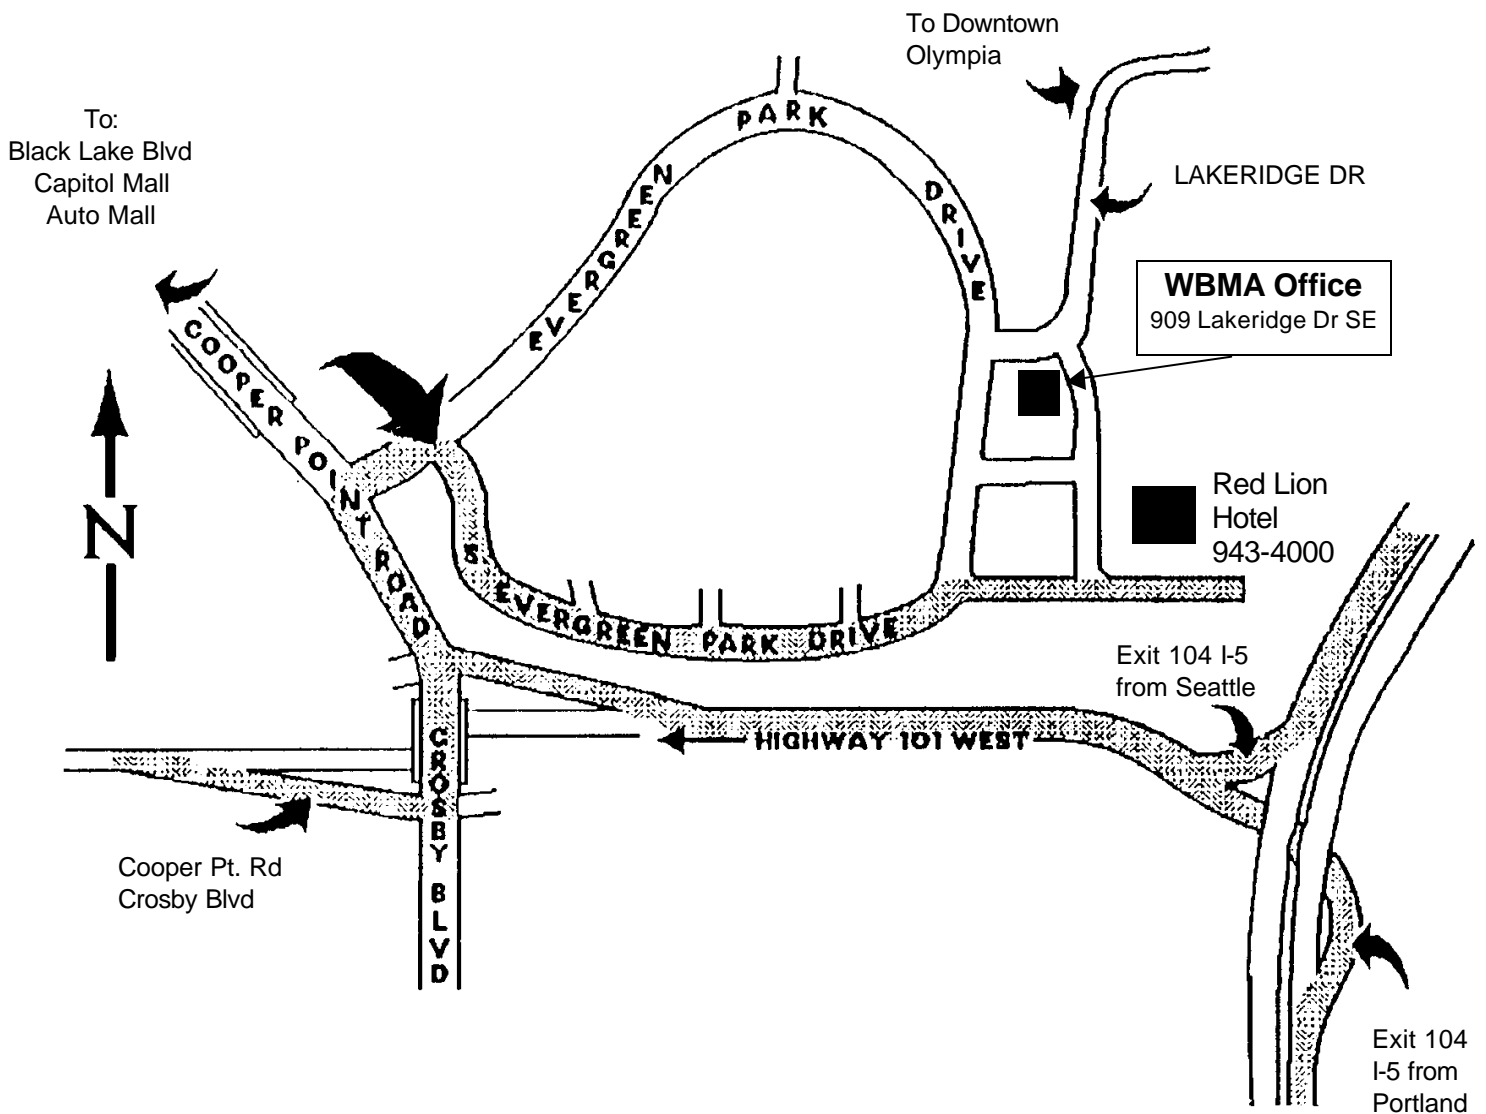 To Downtown
Olympia
To:
Black Lake Blvd
Capitol Mall
Auto Mall
PARK
EVERGREEN
DRIVE
LAKERIDGE DR
WBMA Office
909 Lakeridge Dr SE
COOPER POINT ROAD
N
Red Lion
Hotel
943-4000
S EVERGREEN PARK DRIVE
Exit 104 I-5
from Seattle
HIGHWAY 101 WEST
CROSBY BLVD
Cooper Pt. Rd
Crosby Blvd
Exit 104
I-5 from
Portland